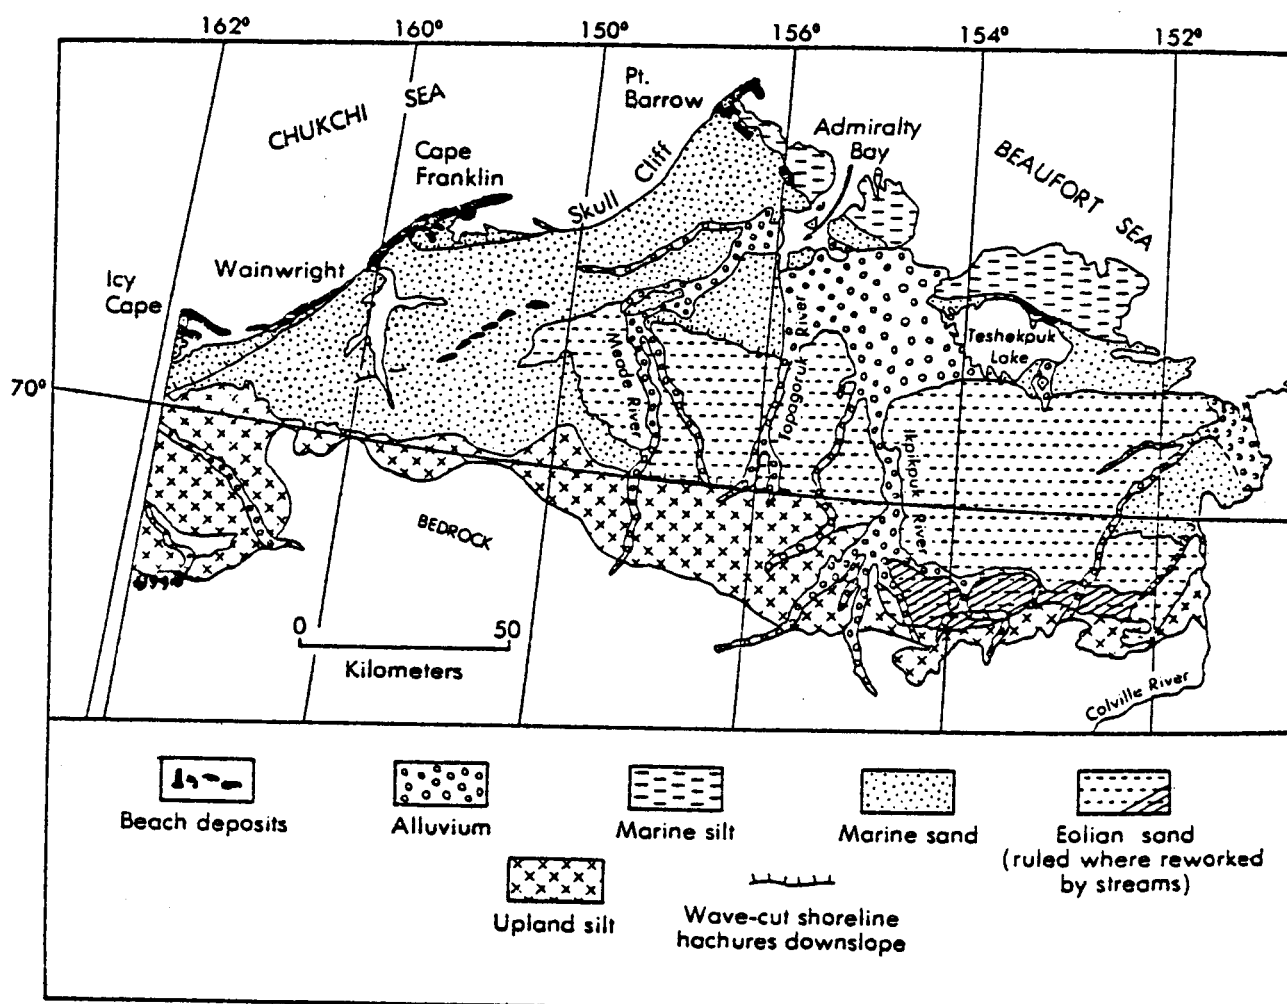 162° 160° 150° 156° 154° 152°
CHUKCHI SEA
Pt.
Barrow
Admiralty
Bay
BEAUFORT SEA
Cape
Franklin
Skull Cliff
Wainwright
Icy
Cape
70°
Meade River
Topagoruk River
Teshekpuk
Lake
Ikpikpuk River
BEDROCK
Colville River
0 50
Kilometers
Beach deposits
Alluvium
Marine silt
Marine sand
Eolian sand
(ruled where reworked
by streams)
Upland silt
Wave-cut shoreline
hachures downslope